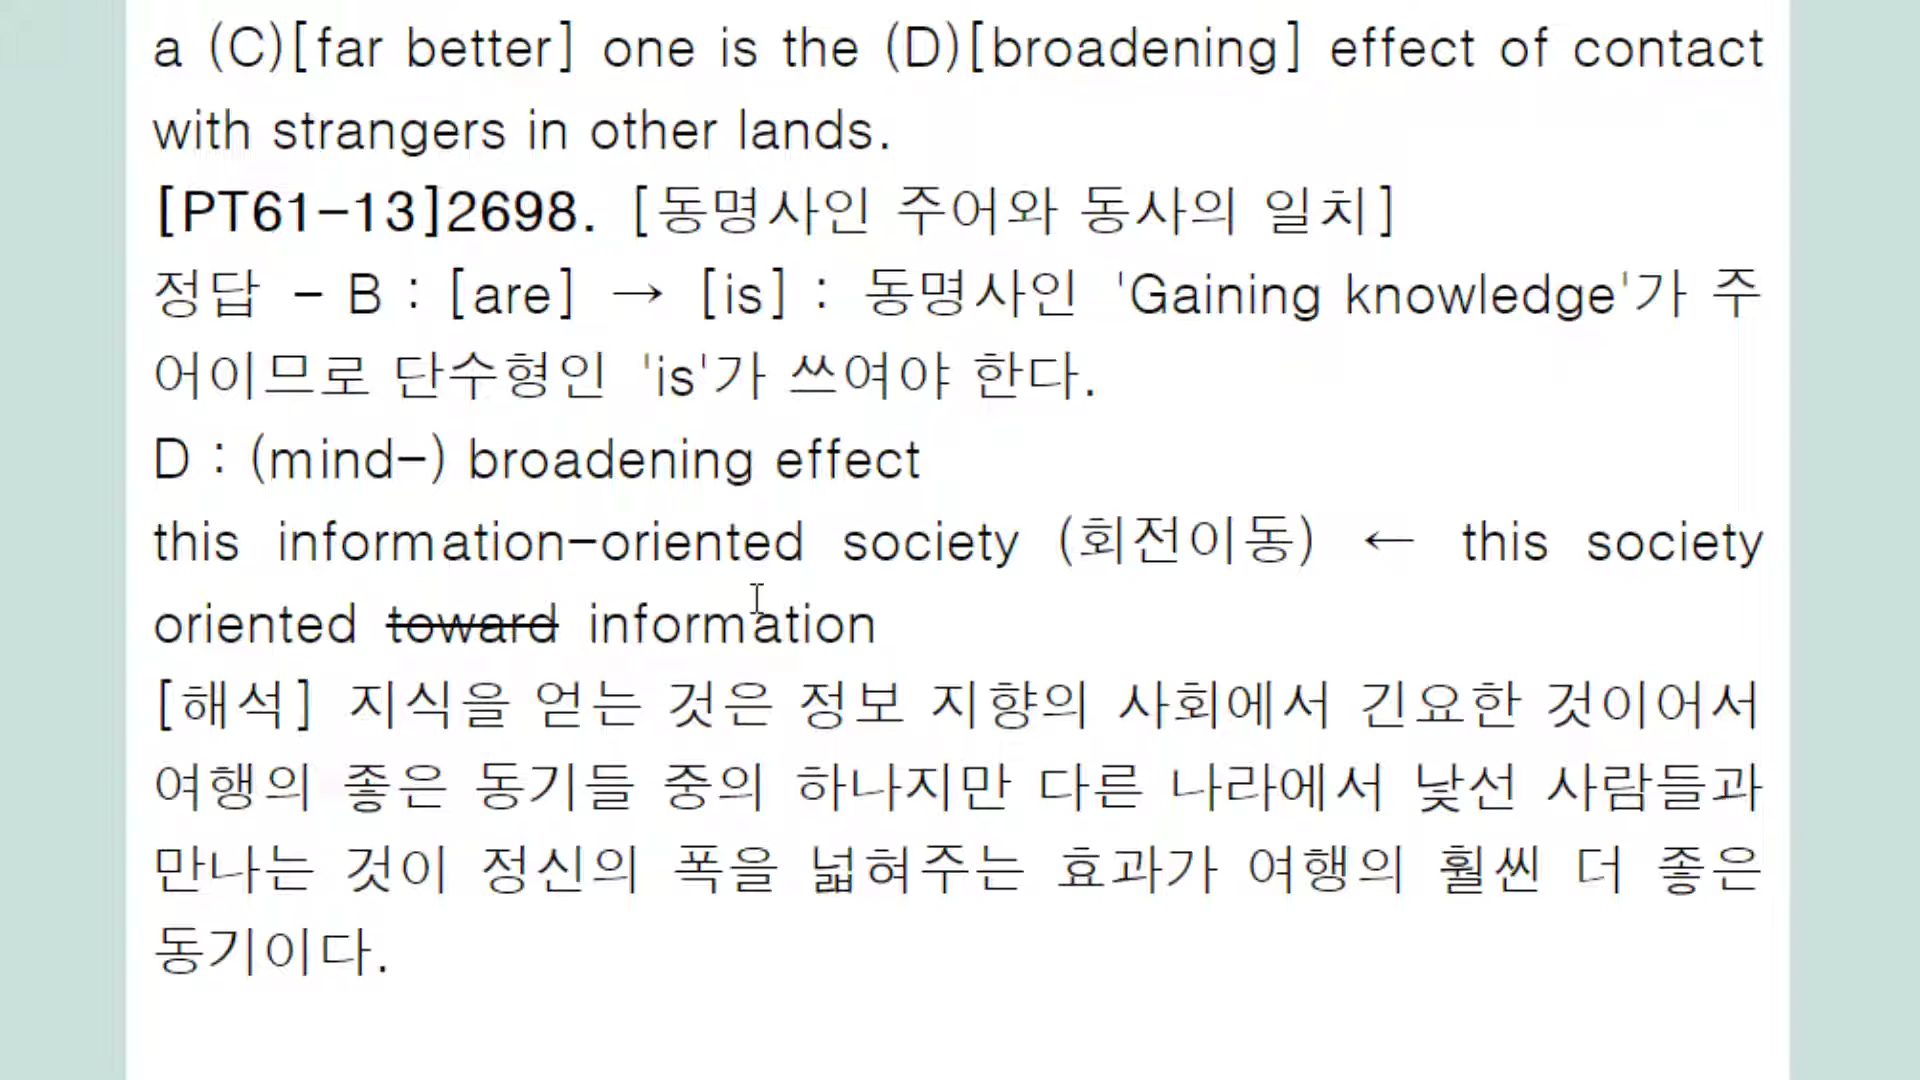 a (C)[far better] one is the (D)[broadening] effect of contact
with strangers in other lands.
[PT61-13]2698. [동명사인 주어와 동사의 일치]
정답 - B : [are] → [is] : 동명사인 'Gaining knowledge'가 주
어이므로 단수형인 'is'가 쓰여야 한다.
D : (mind-) broadening effect
this information-oriented society (회전이동) ← this society
oriented toward information
[해석] 지식을 얻는 것은 정보 지향의 사회에서 긴요한 것이어서
여행의 좋은 동기들 중의 하나지만 다른 나라에서 낯선 사람들과
만나는 것이 정신의 폭을 넓혀주는 효과가 여행의 훨씬 더 좋은
동기이다.